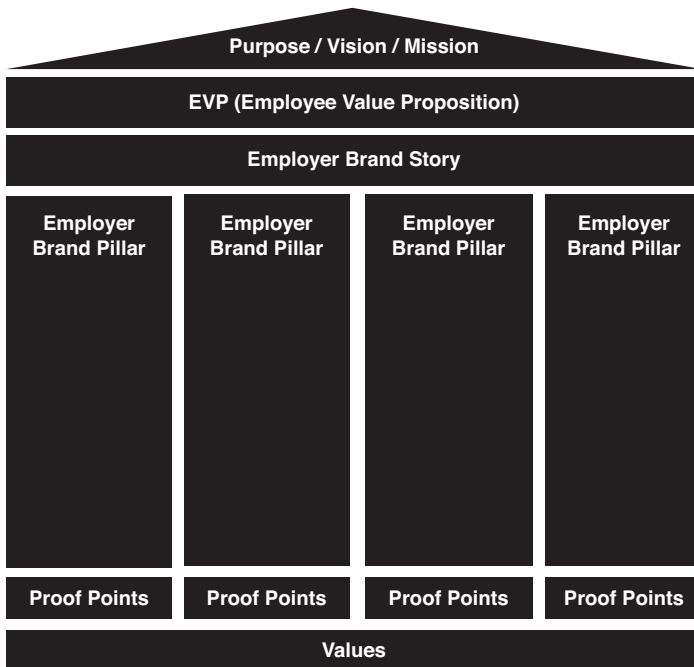 Purpose / Vision / Mission
EVP (Employee Value Proposition)
Employer Brand Story
Employer
Brand Pillar
Employer
Brand Pillar
Employer
Brand Pillar
Employer
Brand Pillar
Proof Points
Proof Points
Proof Points
Proof Points
Values